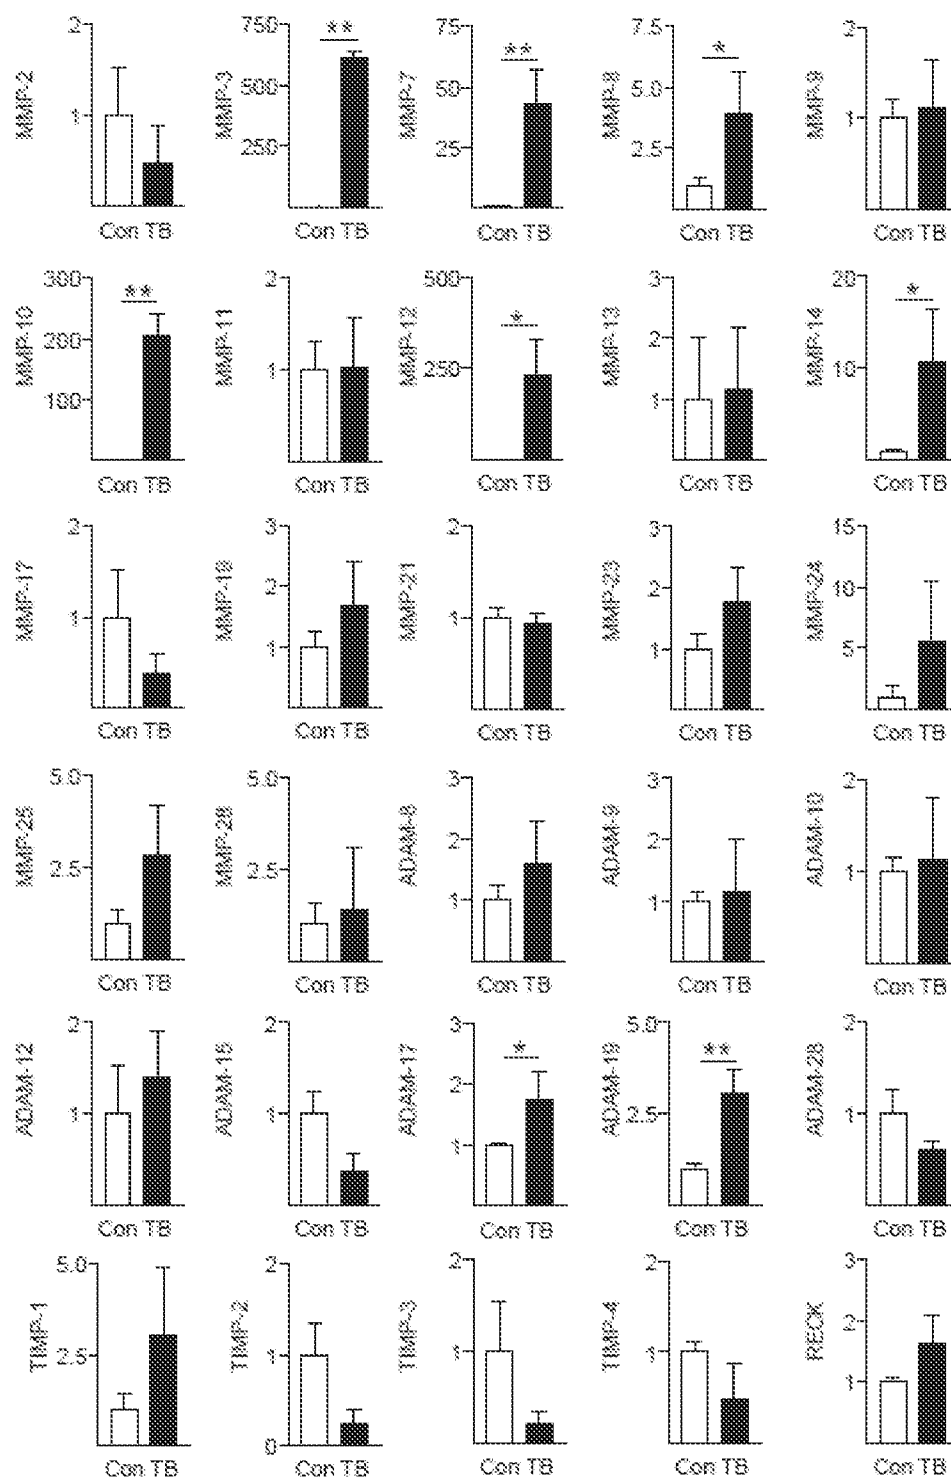 MMP-2
2
1
Con TB
MMP-3
750
500
250
**
Con TB
MMP-7
75
50
25
**
Con TB
MMP-8
7.5
5.0
2.5
*
Con TB
MMP-9
2
1
Con TB
MMP-10
300
200
100
**
Con TB
MMP-11
2
1
Con TB
MMP-12
500
250
*
Con TB
MMP-13
3
2
1
Con TB
MMP-14
20
10
*
Con TB
MMP-17
2
1
Con TB
MMP-19
3
2
1
Con TB
MMP-21
2
1
Con TB
MMP-23
3
2
1
Con TB
MMP-24
15
10
5
Con TB
MMP-25
5.0
2.5
Con TB
MMP-28
5.0
2.5
Con TB
ADAM-8
3
2
1
Con TB
ADAM-9
3
2
1
Con TB
ADAM-10
2
1
Con TB
ADAM-12
2
1
Con TB
ADAM-15
2
1
Con TB
ADAM-17
3
2
1
*
Con TB
ADAM-19
5.0
2.5
**
Con TB
ADAM-28
2
1
Con TB
TIMP-1
5.0
2.5
Con TB
TIMP-2
2
1
0
Con TB
TIMP-3
2
1
Con TB
TIMP-4
2
1
Con TB
RECK
3
2
1
Con TB